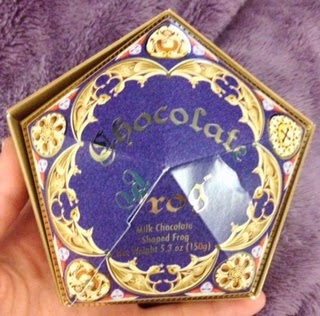 Chocolate
Frog
Milk Chocolate
Shaped Frog
Net Weight 5.3 oz (150g)